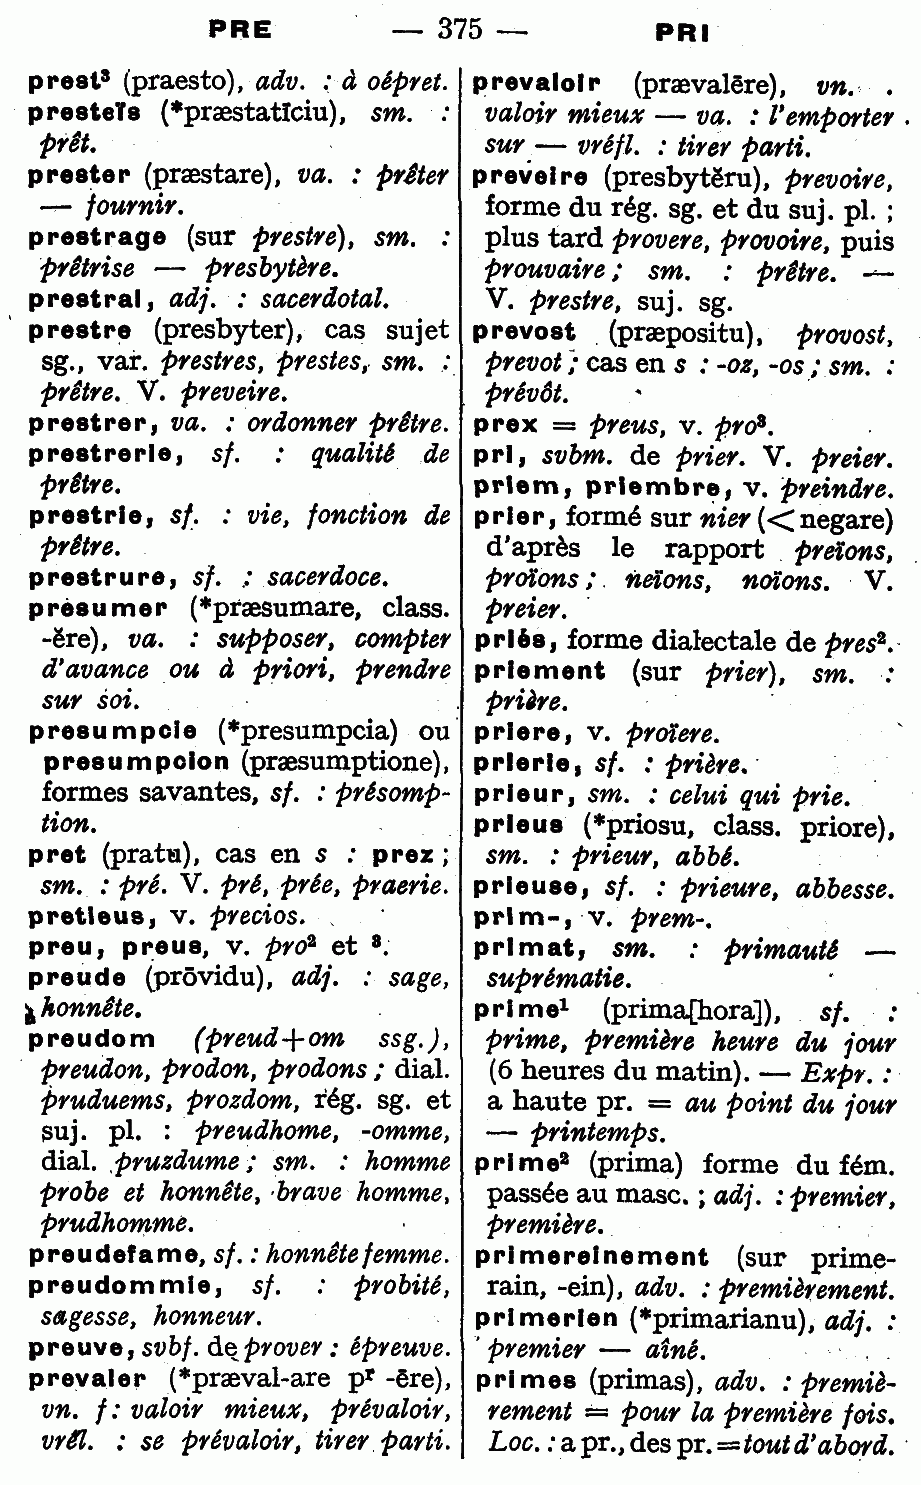 PRE — 375 — PRI
prest³ (praesto), adv. : à oépret.
presteïs (*præstatīciu), sm. :
prêt.
prester (præstare), va. : prêter
— fournir.
prestrage (sur prestre), sm. :
prêtrise — presbytère.
prestral, adj. : sacerdotal.
prestre (presbyter), cas sujet
sg., var. prestres, prestes, sm. :
prêtre. V. preveire.
prestrer, va. : ordonner prêtre.
prestrerie, sf. : qualité de
prêtre.
prestrie, sf. : vie, fonction de
prêtre.
prestrure, sf. : sacerdoce.
presumer (*præsumare, class.
-ĕre), va. : supposer, compter
d'avance ou à priori, prendre
sur soi.
presumpcie (*presumpcia) ou
presumpcion (præsumptione),
formes savantes, sf. : présomp-
tion.
pret (pratu), cas en s : prez ;
sm. : pré. V. pré, prée, praerie.
pretieus, v. precios.
preu, preus, v. pro² et ³.
preude (prōvidu), adj. : sage,
honnête.
preudom (preud+om ssg.),
preudon, prodon, prodons ; dial.
pruduems, prozdom, rég. sg. et
suj. pl. : preudhome, -omme,
dial. pruzdume ; sm. : homme
probe et honnête, brave homme,
prudhomme.
preudefame, sf. : honnête femme.
preudommie, sf. : probité,
sagesse, honneur.
preuve, svbf. de prover : épreuve.
prevaler (*præval-are pʳ -ēre),
vn. f : valoir mieux, prévaloir,
vrêl. : se prévaloir, tirer parti.
prevaloir (prævalēre), vn. .
valoir mieux — va. : l'emporter
sur — vréfl. : tirer parti.
preveire (presbytĕru), prevoire,
forme du rég. sg. et du suj. pl. ;
plus tard provere, provoire, puis
prouvaire ; sm. : prêtre. —
V. prestre, suj. sg.
prevost (præpositu), provost,
prevot ; cas en s : -oz, -os ; sm. :
prévôt.
prex = preus, v. pro³.
pri, svbm. de prier. V. preier.
priem, priembre, v. preindre.
prier, formé sur nier (< negare)
d'après le rapport preïons,
proïons ; neïons, noïons. V.
preier.
priés, forme dialectale de pres².
priement (sur prier), sm. :
prière.
priere, v. proïere.
prierie, sf. : prière.
prieur, sm. : celui qui prie.
prieus (*priosu, class. priore),
sm. : prieur, abbé.
prieuse, sf. : prieure, abbesse.
prim-, v. prem-.
primat, sm. : primauté —
suprématie.
prime¹ (prima[hora]), sf. :
prime, première heure du jour
(6 heures du matin). — Expr. :
a haute pr. = au point du jour
— printemps.
prime² (prima) forme du fém.
passée au masc. ; adj. : premier,
première.
primereinement (sur prime-
rain, -ein), adv. : premièrement.
primerien (*primarianu), adj. :
premier — aîné.
primes (primas), adv. : premiè-
rement = pour la première fois.
Loc. : a pr., des pr. = tout d'abord.